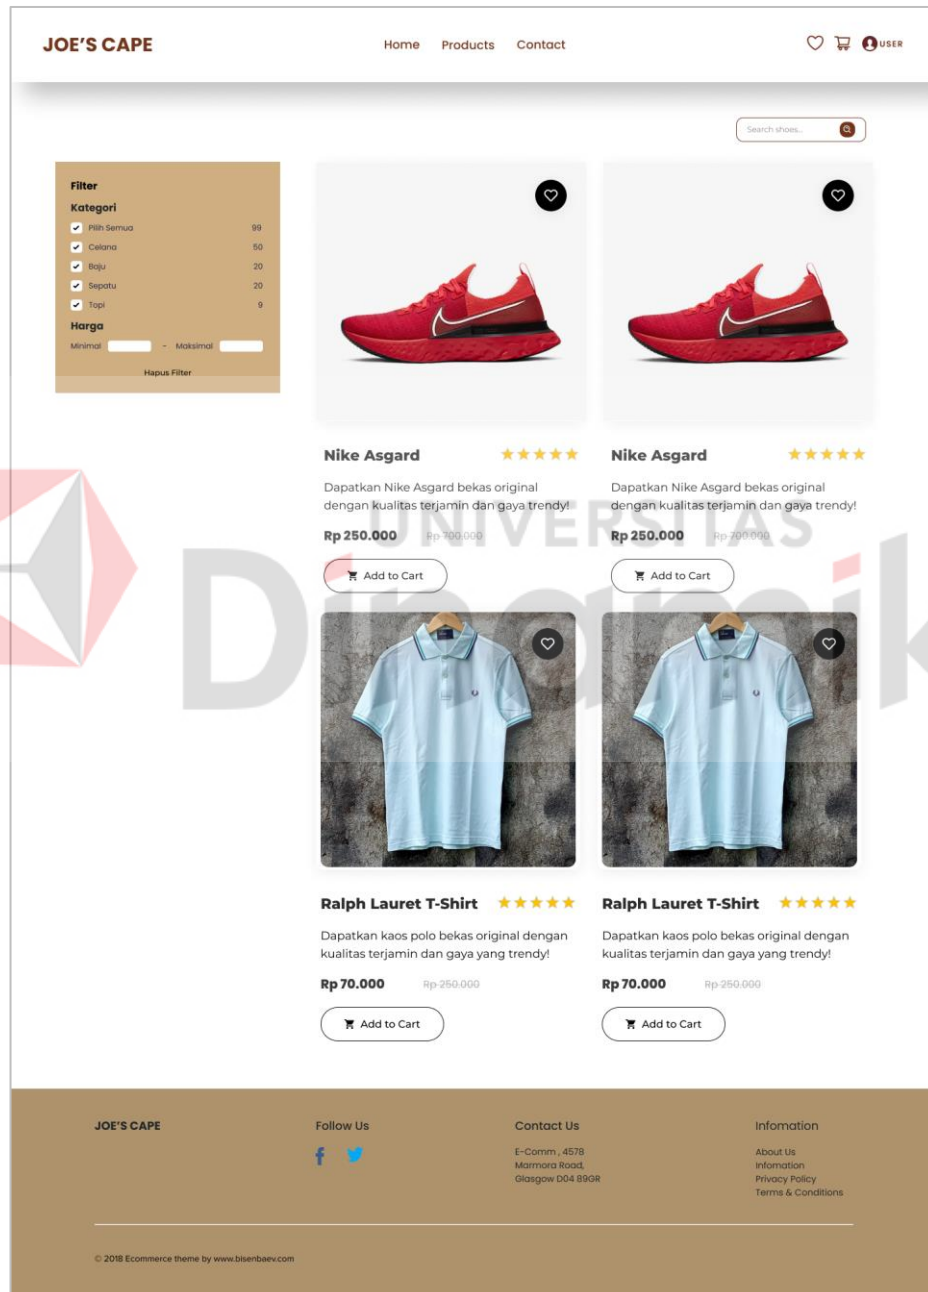 JOE'S CAPE
Home Products Contact
USER
Search shoes..
Filter
Kategori
Pilih Semua 99
Celana 50
Baju 20
Sepatu 20
Topi 9
Harga
Minimal - Maksimal
Hapus Filter
Nike Asgard
Dapatkan Nike Asgard bekas original
dengan kualitas terjamin dan gaya trendy!
Rp 250.000 Rp 700.000
Add to Cart
Nike Asgard
Dapatkan Nike Asgard bekas original
dengan kualitas terjamin dan gaya trendy!
Rp 250.000 Rp 700.000
Add to Cart
UNIVERSITAS
Dinamik
Ralph Lauret T-Shirt
Dapatkan kaos polo bekas original dengan
kualitas terjamin dan gaya yang trendy!
Rp 70.000 Rp 250.000
Add to Cart
Ralph Lauret T-Shirt
Dapatkan kaos polo bekas original dengan
kualitas terjamin dan gaya yang trendy!
Rp 70.000 Rp 250.000
Add to Cart
JOE'S CAPE
Follow Us
Contact Us
E-Comm , 4578
Marmora Road,
Glasgow D04 89GR
Infomation
About Us
Infomation
Privacy Policy
Terms & Conditions
© 2018 Ecommerce theme by www.bisenbaev.com